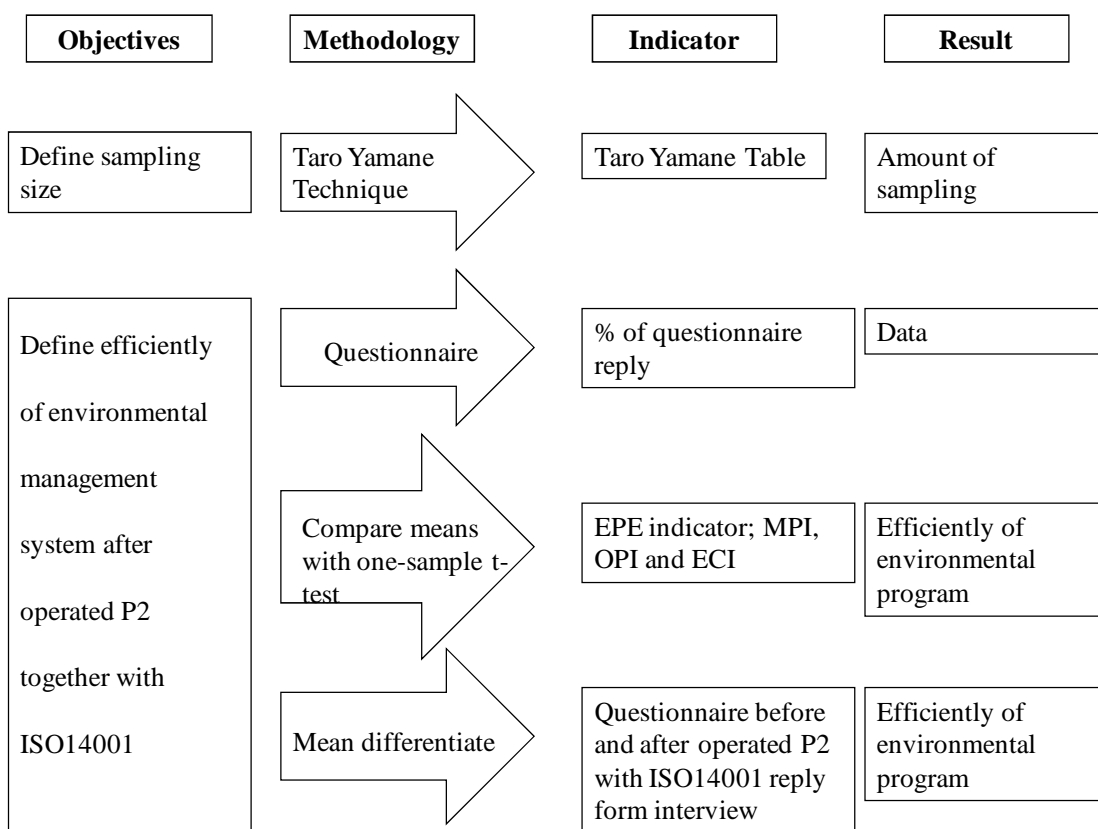 Objectives
Methodology
Indicator
Result
Define sampling
size
Taro Yamane
Technique
Taro Yamane Table
Amount of
sampling
Define efficiently
of environmental
management
system after
operated P2
together with
ISO14001
Questionnaire
% of questionnaire
reply
Data
Compare means
with one-sample t-
test
EPE indicator; MPI,
OPI and ECI
Efficiently of
environmental
program
Mean differentiate
Questionnaire before
and after operated P2
with ISO14001 reply
form interview
Efficiently of
environmental
program